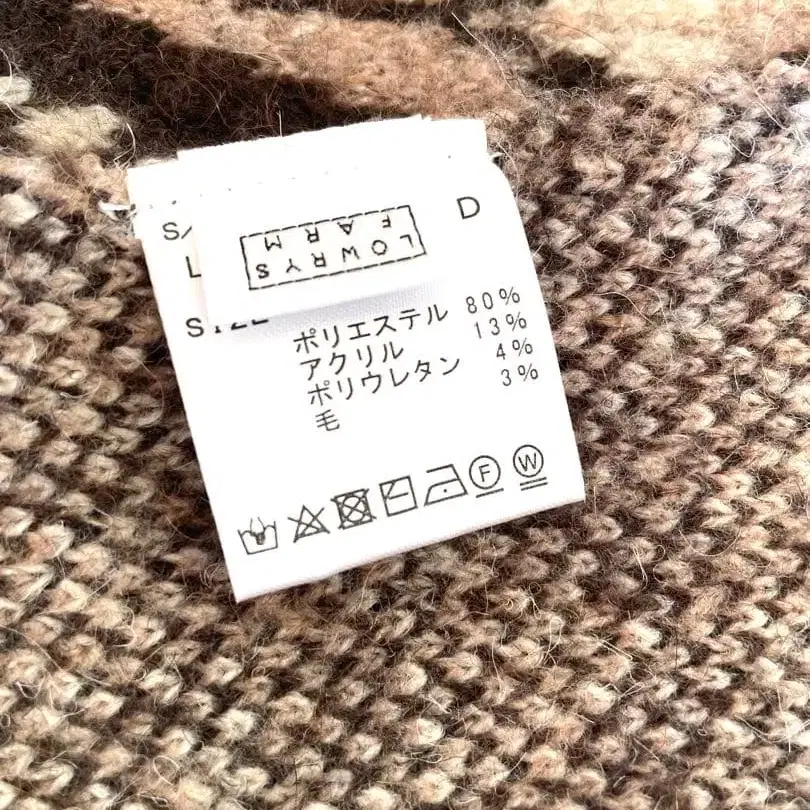 S/
D
L
LOWRYS
FARM
SIZE
ポリエステル 80%
アクリル 13%
ポリウレタン 4%
毛 3%
F
W